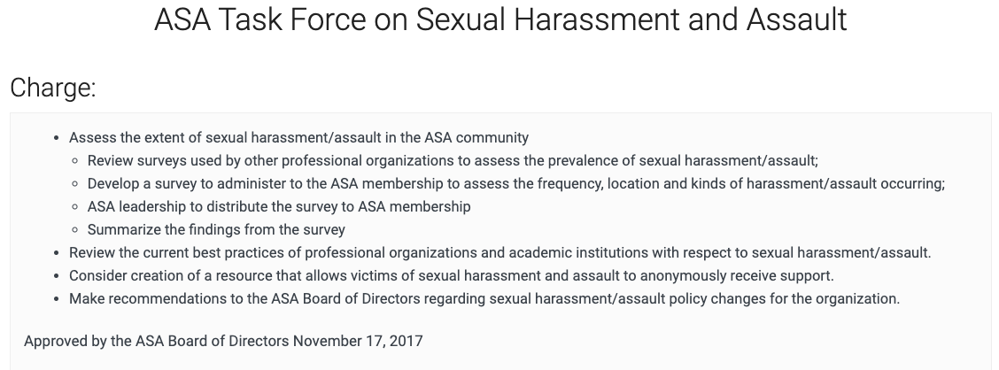 ASA Task Force on Sexual Harassment and Assault
Charge:
• Assess the extent of sexual harassment/assault in the ASA community
◦ Review surveys used by other professional organizations to assess the prevalence of sexual harassment/assault;
◦ Develop a survey to administer to the ASA membership to assess the frequency, location and kinds of harassment/assault occurring;
◦ ASA leadership to distribute the survey to ASA membership
◦ Summarize the findings from the survey
• Review the current best practices of professional organizations and academic institutions with respect to sexual harassment/assault.
• Consider creation of a resource that allows victims of sexual harassment and assault to anonymously receive support.
• Make recommendations to the ASA Board of Directors regarding sexual harassment/assault policy changes for the organization.
Approved by the ASA Board of Directors November 17, 2017